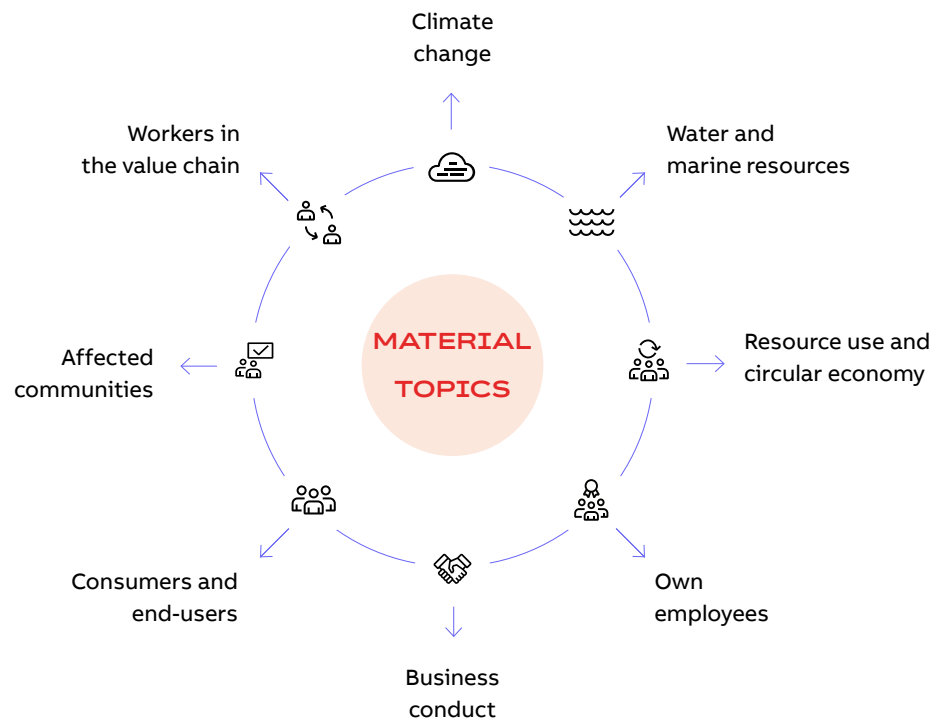 Climate
change
Workers in
the value chain
Water and
marine resources
MATERIAL
TOPICS
Affected
communities
Resource use and
circular economy
Consumers and
end-users
Own
employees
Business
conduct